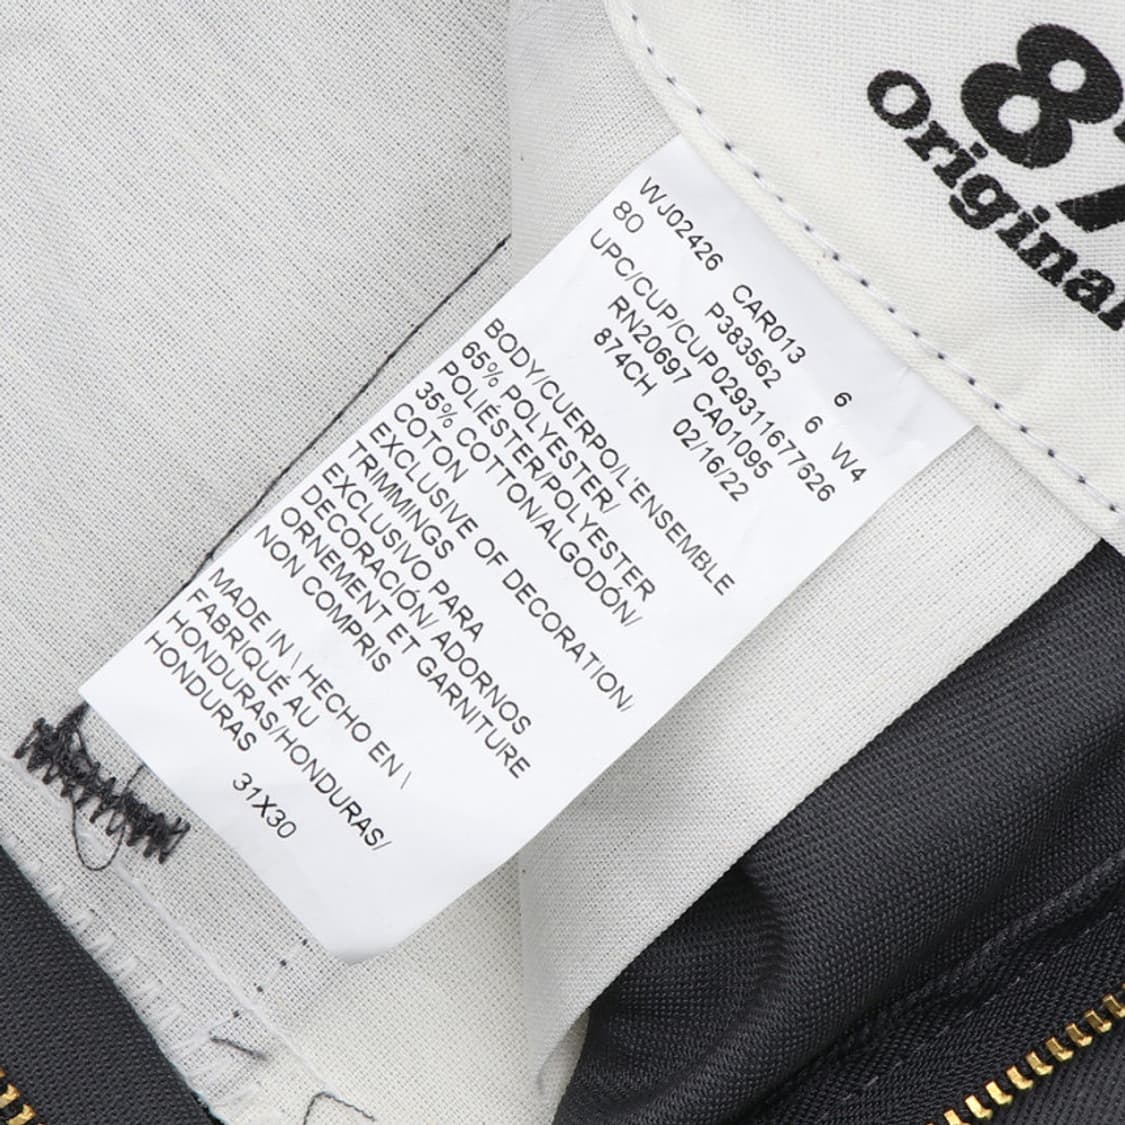 87
Original
WJ02426 CAR013 6
80 P383562 6 W4
UPC/CUP/CUP029311677626
RN20697 CA01095
874CH 02/16/22
BODY/CUERPO/L'ENSEMBLE
65% POLYESTER/
POLIÉSTER/POLYESTER
35% COTTON/ALGODÓN/
COTON
EXCLUSIVE OF DECORATION/
TRIMMINGS
EXCLUSIVO PARA
DECORACIÓN/ ADORNOS
ORNEMENT ET GARNITURE
NON COMPRIS
MADE IN \ HECHO EN \
FABRIQUÉ AU
HONDURAS/HONDURAS/
HONDURAS
31X30